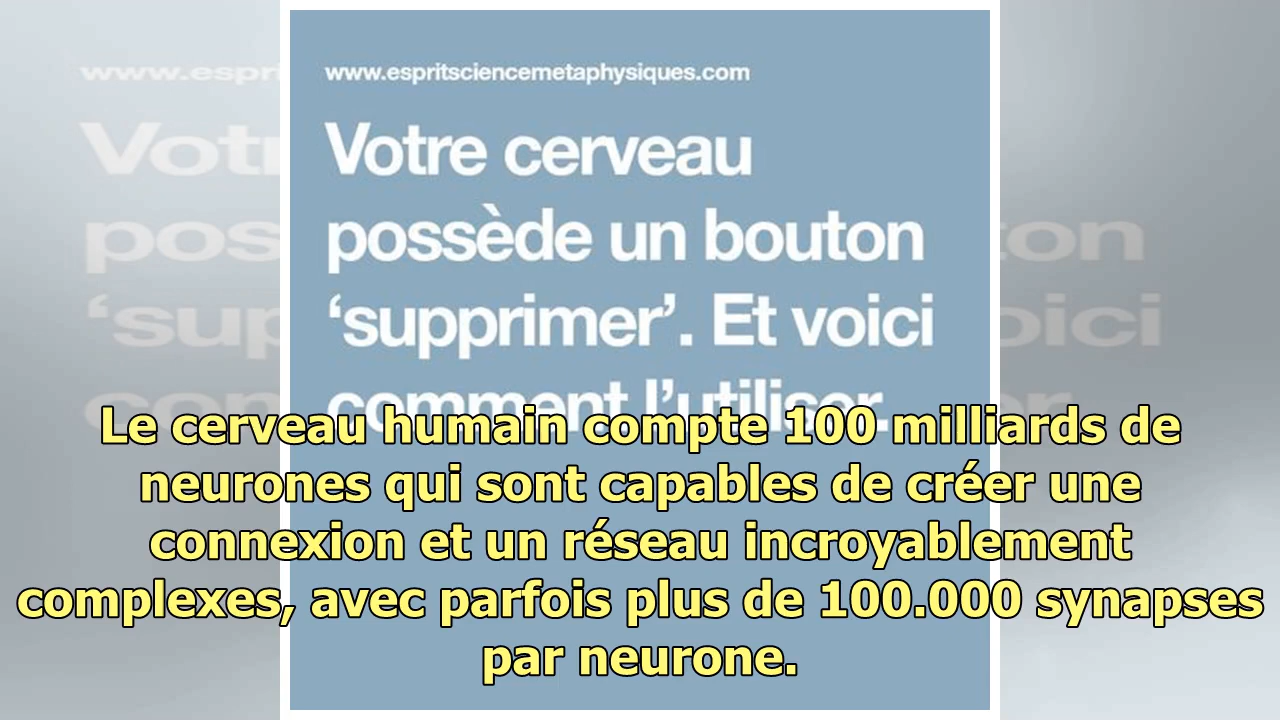 www.espritsciencemetaphysiques.com
Votre cerveau
possède un bouton
‘supprimer’. Et voici
comment l’utiliser.
Le cerveau humain compte 100 milliards de
neurones qui sont capables de créer une
connexion et un réseau incroyablement
complexes, avec parfois plus de 100.000 synapses
par neurone.